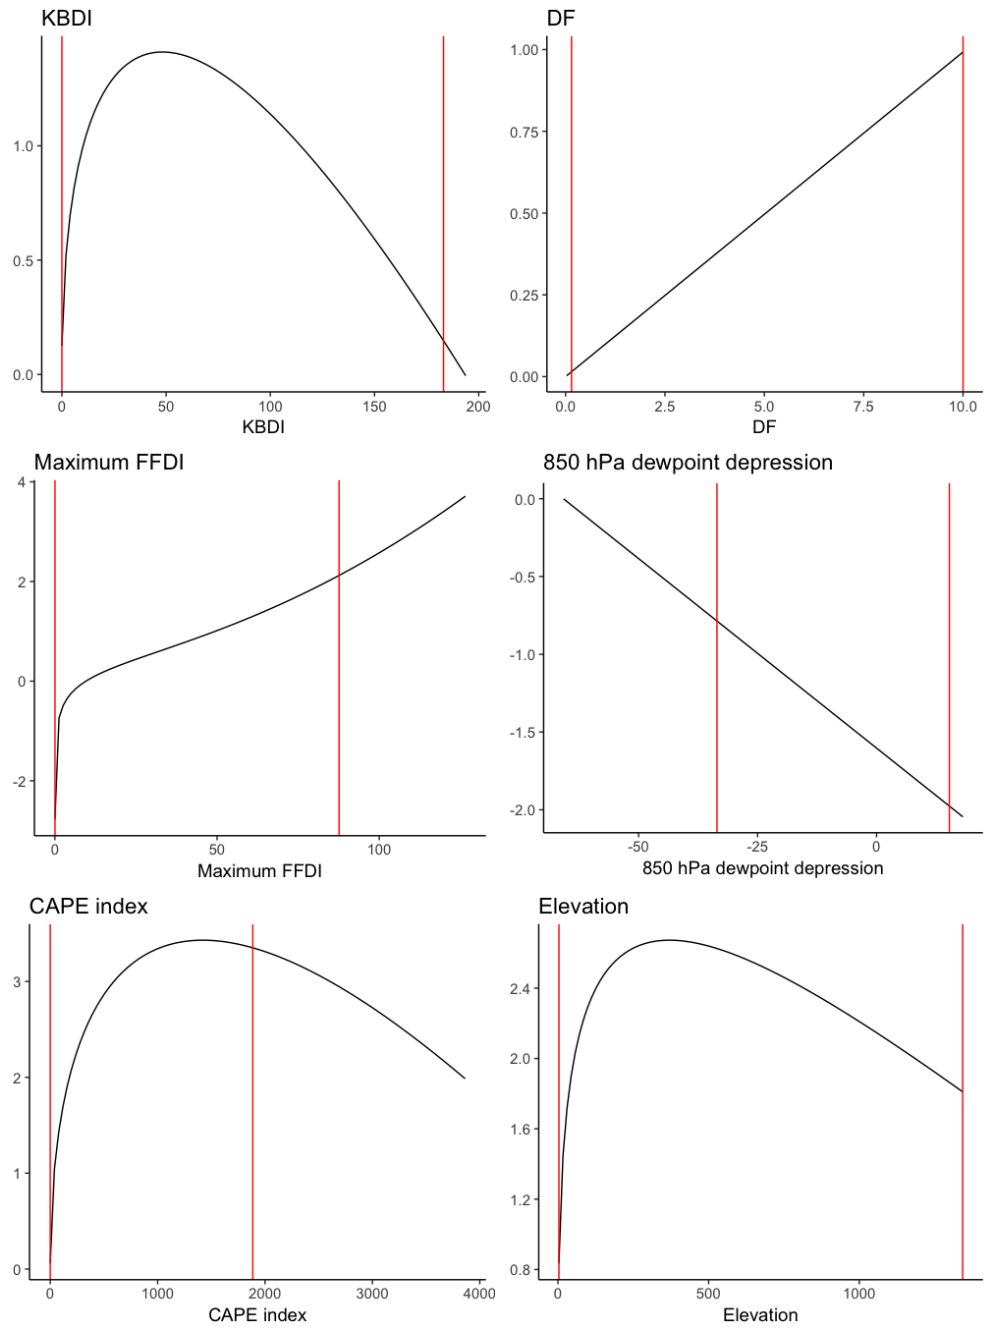 KBDI
1.0
0.5
0.0
0 50 100 150 200
KBDI
DF
1.00
0.75
0.50
0.25
0.00
0.0 2.5 5.0 7.5 10.0
DF
Maximum FFDI
4
2
0
-2
0 50 100
Maximum FFDI
850 hPa dewpoint depression
0.0
-0.5
-1.0
-1.5
-2.0
-50 -25 0
850 hPa dewpoint depression
CAPE index
3
2
1
0
0 1000 2000 3000 4000
CAPE index
Elevation
2.4
2.0
1.6
1.2
0.8
0 500 1000
Elevation